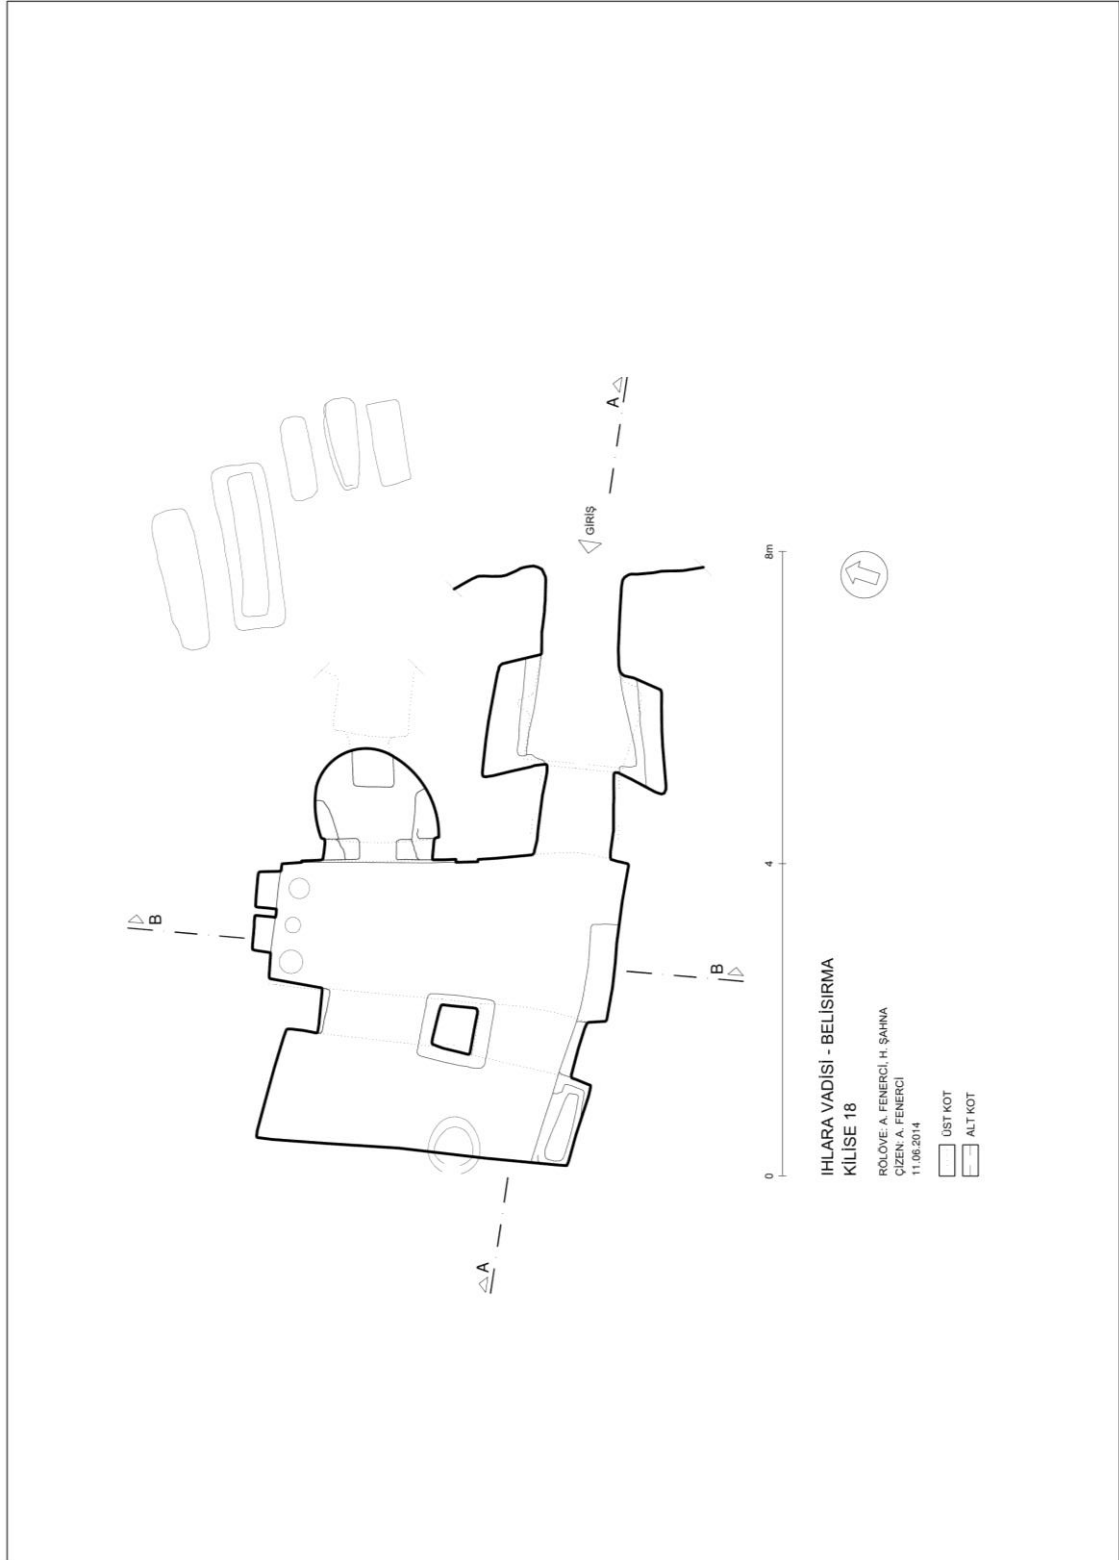 A
GİRİŞ
B
B
A
8m
4
0
IHLARA VADİSİ - BELİSIRMA
KİLİSE 18
RÖLÖVE: A. FENERCİ, H. ŞAHNA
ÇİZEN: A. FENERCİ
11.06.2014
ÜST KOT
ALT KOT